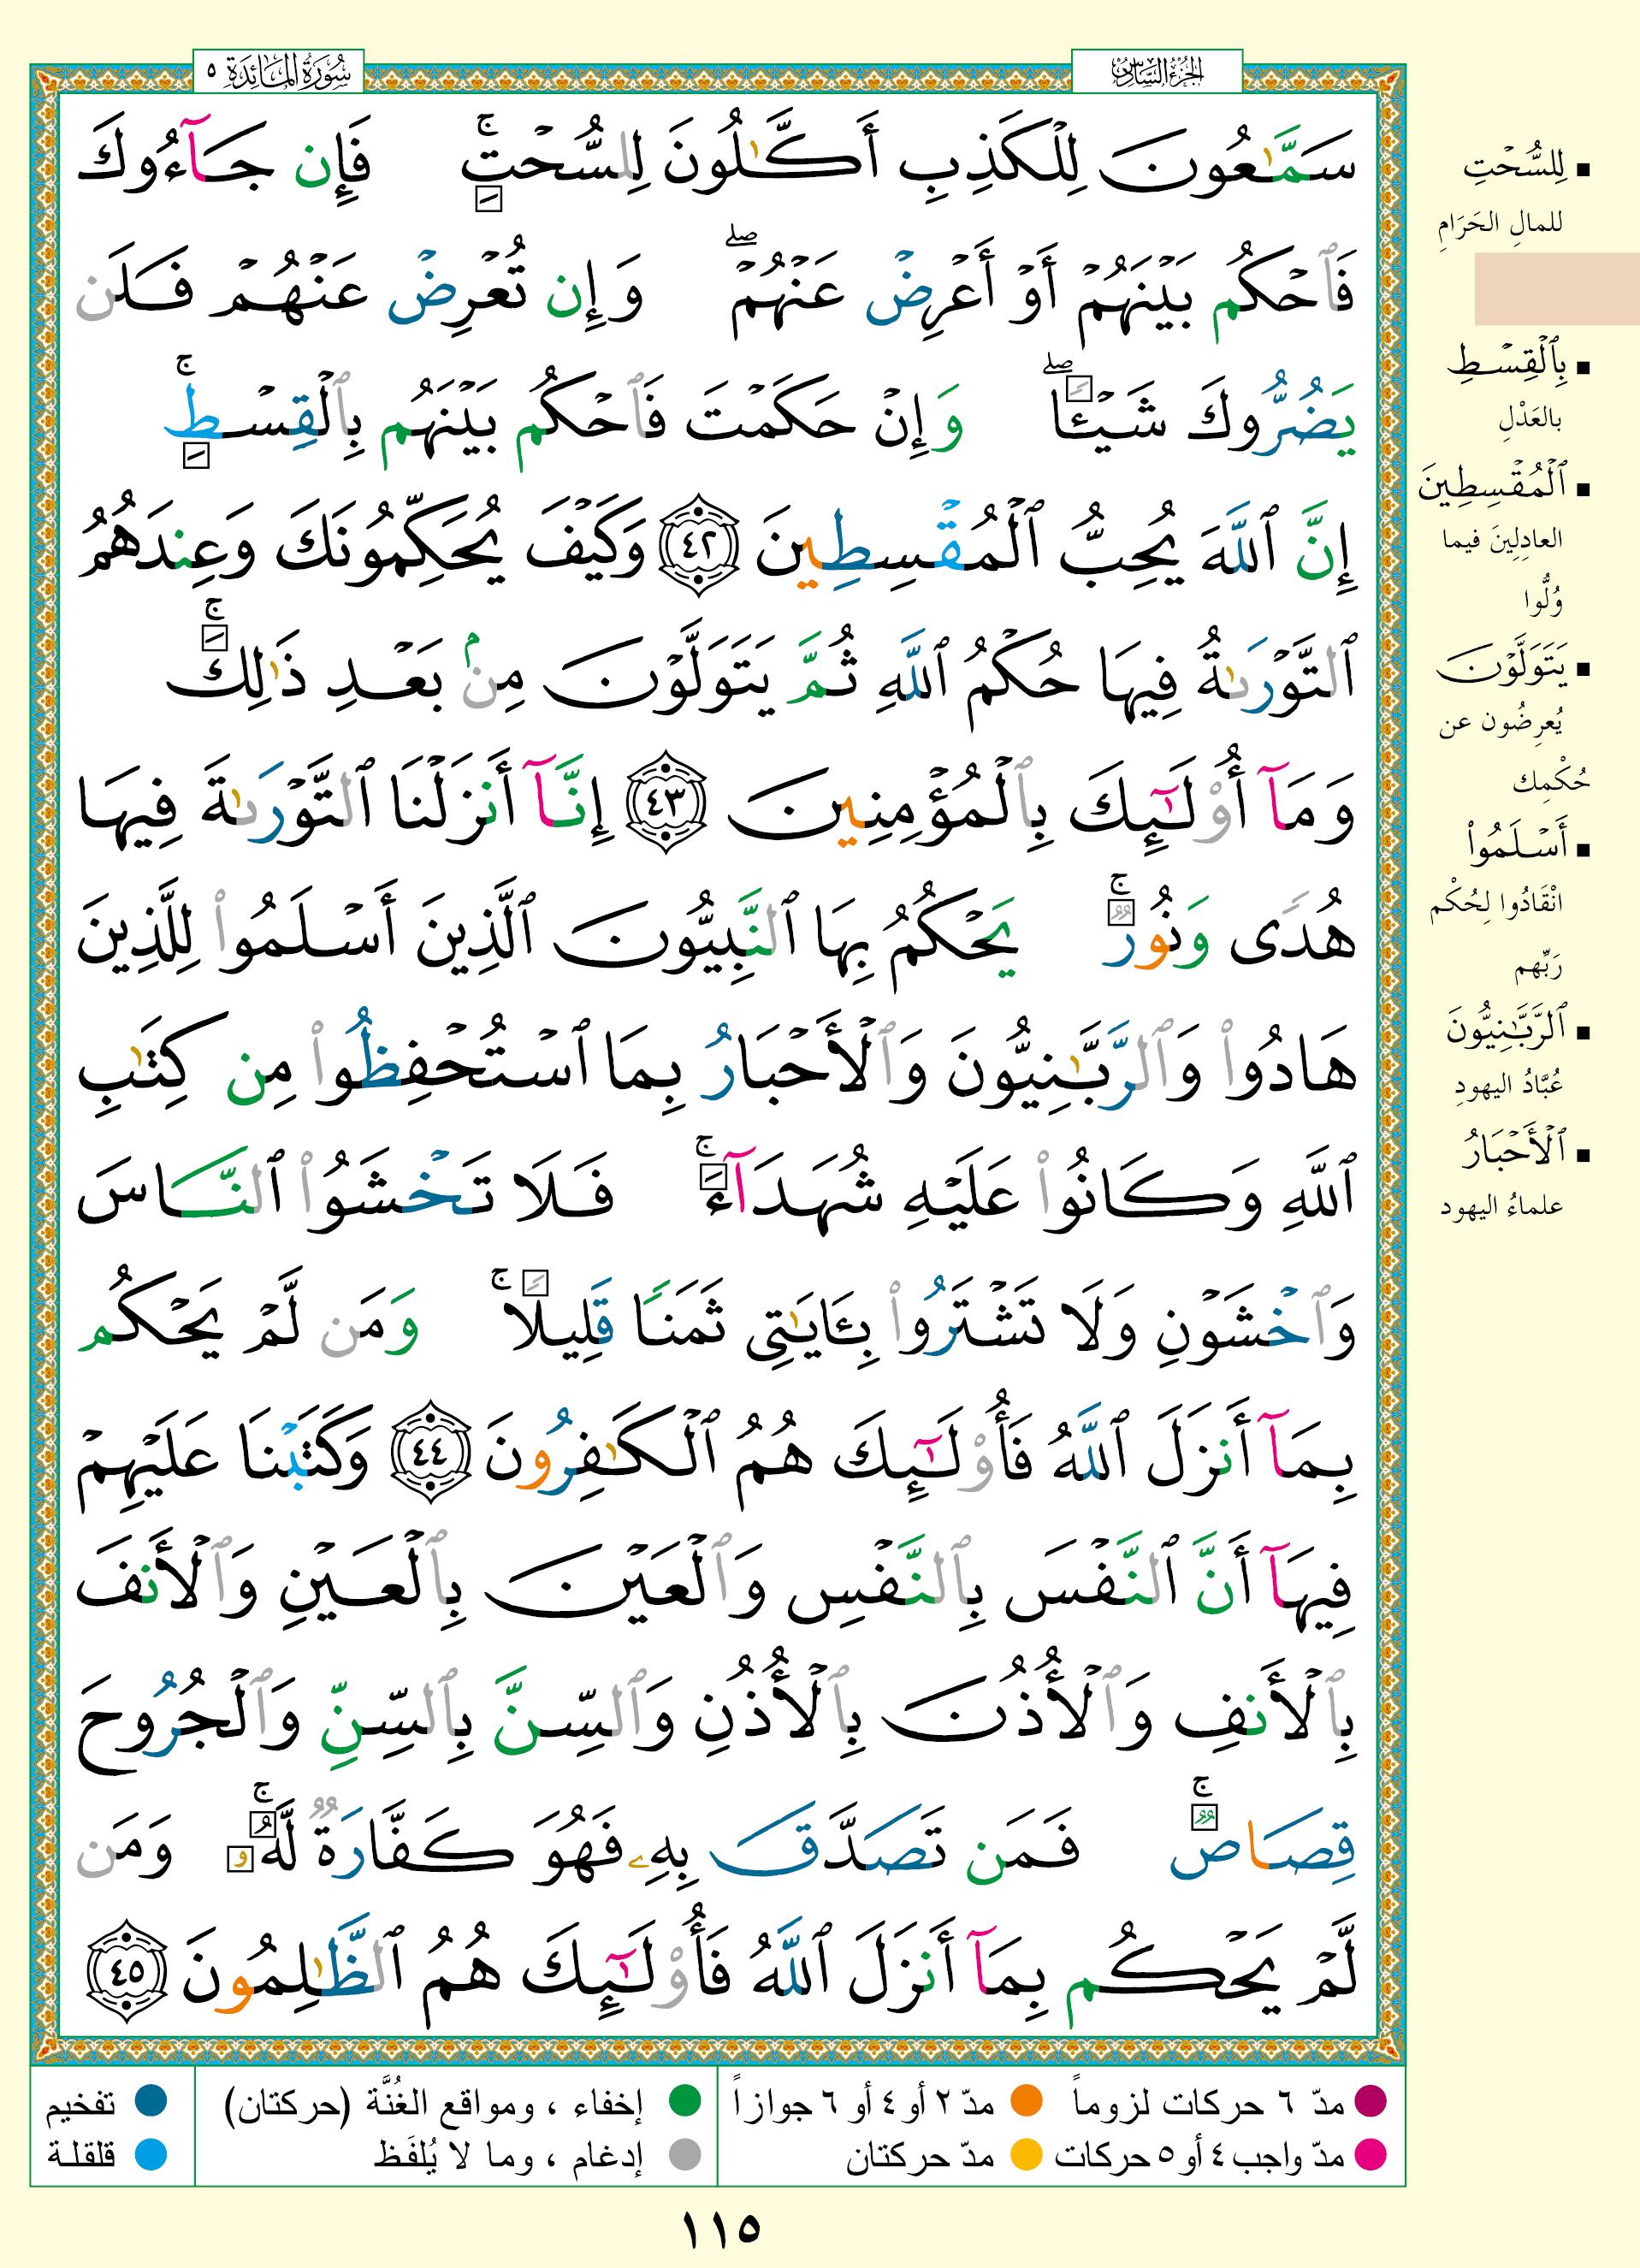 الجزء السادس
سورة المائدة ٥
سَمَّٰعُونَ لِلْكَذِبِ أَكَّٰلُونَ لِلسُّحْتِ ۚ فَإِن جَآءُوكَ
فَٱحْكُم بَيْنَهُمْ أَوْ أَعْرِضْ عَنْهُمْ ۖ وَإِن تُعْرِضْ عَنْهُمْ فَلَن
يَضُرُّوكَ شَيْـًٔا ۖ وَإِنْ حَكَمْتَ فَٱحْكُم بَيْنَهُم بِٱلْقِسْطِ ۚ
إِنَّ ٱللَّهَ يُحِبُّ ٱلْمُقْسِطِينَ ٤٢ وَكَيْفَ يُحَكِّمُونَكَ وَعِندَهُمُ
ٱلتَّوْرَىٰةُ فِيهَا حُكْمُ ٱللَّهِ ثُمَّ يَتَوَلَّوْنَ مِنۢ بَعْدِ ذَٰلِكَ ۚ
وَمَآ أُو۟لَٰٓئِكَ بِٱلْمُؤْمِنِينَ ٤٣ إِنَّآ أَنزَلْنَا ٱلتَّوْرَىٰةَ فِيهَا
هُدًى وَنُورٌ ۚ يَحْكُمُ بِهَا ٱلنَّبِيُّونَ ٱلَّذِينَ أَسْلَمُوا۟ لِلَّذِينَ
هَادُوا۟ وَٱلرَّبَّٰنِيُّونَ وَٱلْأَحْبَارُ بِمَا ٱسْتُحْفِظُوا۟ مِن كِتَٰبِ
ٱللَّهِ وَكَانُوا۟ عَلَيْهِ شُهَدَآءَ ۚ فَلَا تَخْشَوُا۟ ٱلنَّاسَ
وَٱخْشَوْنِ وَلَا تَشْتَرُوا۟ بِـَٔايَٰتِى ثَمَنًا قَلِيلًا ۚ وَمَن لَّمْ يَحْكُم
بِمَآ أَنزَلَ ٱللَّهُ فَأُو۟لَٰٓئِكَ هُمُ ٱلْكَٰفِرُونَ ٤٤ وَكَتَبْنَا عَلَيْهِمْ
فِيهَآ أَنَّ ٱلنَّفْسَ بِٱلنَّفْسِ وَٱلْعَيْنَ بِٱلْعَيْنِ وَٱلْأَنفَ
بِٱلْأَنفِ وَٱلْأُذُنَ بِٱلْأُذُنِ وَٱلسِّنَّ بِٱلسِّنِّ وَٱلْجُرُوحَ
قِصَاصٌ ۚ فَمَن تَصَدَّقَ بِهِۦ فَهُوَ كَفَّارَةٌ لَّهُۥ ۚ وَمَن
لَّمْ يَحْكُم بِمَآ أَنزَلَ ٱللَّهُ فَأُو۟لَٰٓئِكَ هُمُ ٱلظَّٰلِمُونَ ٤٥
▪ لِلسُّحْتِ
للمالِ الحَرَامِ
▪ بِٱلْقِسْطِ
بالعَدْلِ
▪ ٱلْمُقْسِطِينَ
العادِلِينَ فيما
وُلُّوا
▪ يَتَوَلَّوْنَ
يُعرِضُون عن
حُكْمِك
▪ أَسْلَمُوا۟
انْقَادُوا لِحُكْم
رَبِّهم
▪ ٱلرَّبَّٰنِيُّونَ
عُبَّادُ اليهودِ
▪ ٱلْأَحْبَارُ
علماءُ اليهود
مدّ ٦ حركات لزوماً
مدّ ٢ أو ٤ أو ٦ جوازاً
مدّ واجب ٤ أو ٥ حركات
مدّ حركتان
إخفاء ، ومواقع الغُنَّة (حركتان)
إدغام ، وما لا يُلفَظ
تفخيم
قلقلة
١١٥